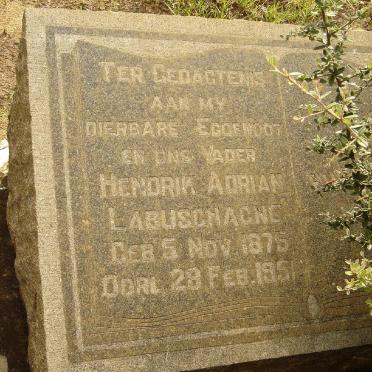 TER GEDAGTENIS
AAN MY
DIERBARE EGGENOOT
EN ONS VADER
HENDRIK ADRIAN
LABUSCHAGNE
GEB 5 NOV. 1875
OORL 29 FEB. 1951